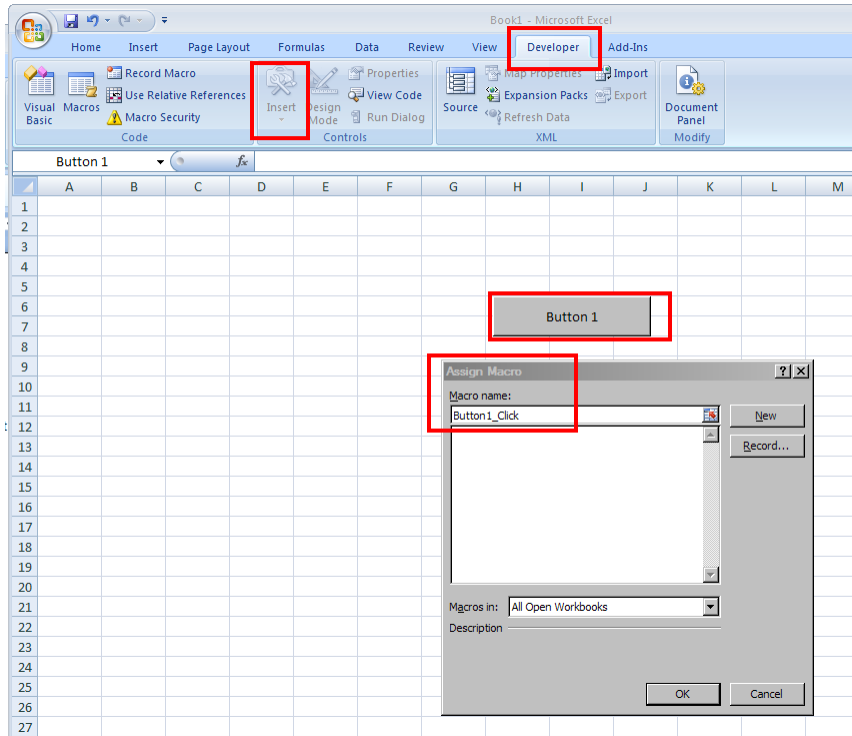 Book1 - Microsoft Excel
Home Insert Page Layout Formulas Data Review View Developer Add-Ins
Visual Basic
Macros
Record Macro
Use Relative References
Macro Security
Code
Insert
Design Mode
Properties
View Code
Run Dialog
Controls
Source
Map Properties
Expansion Packs
Refresh Data
Import
Export
XML
Document Panel
Modify
Button 1 fx
A B C D E F G H I J K L M
1
2
3
4
5
6
Button 1
7
8
9
10
11
12
13
14
15
16
17
18
19
20
21
22
23
24
25
26
27
Assign Macro ?
Macro name:
Button1_Click
New
Record...
Macros in: All Open Workbooks
Description
OK Cancel